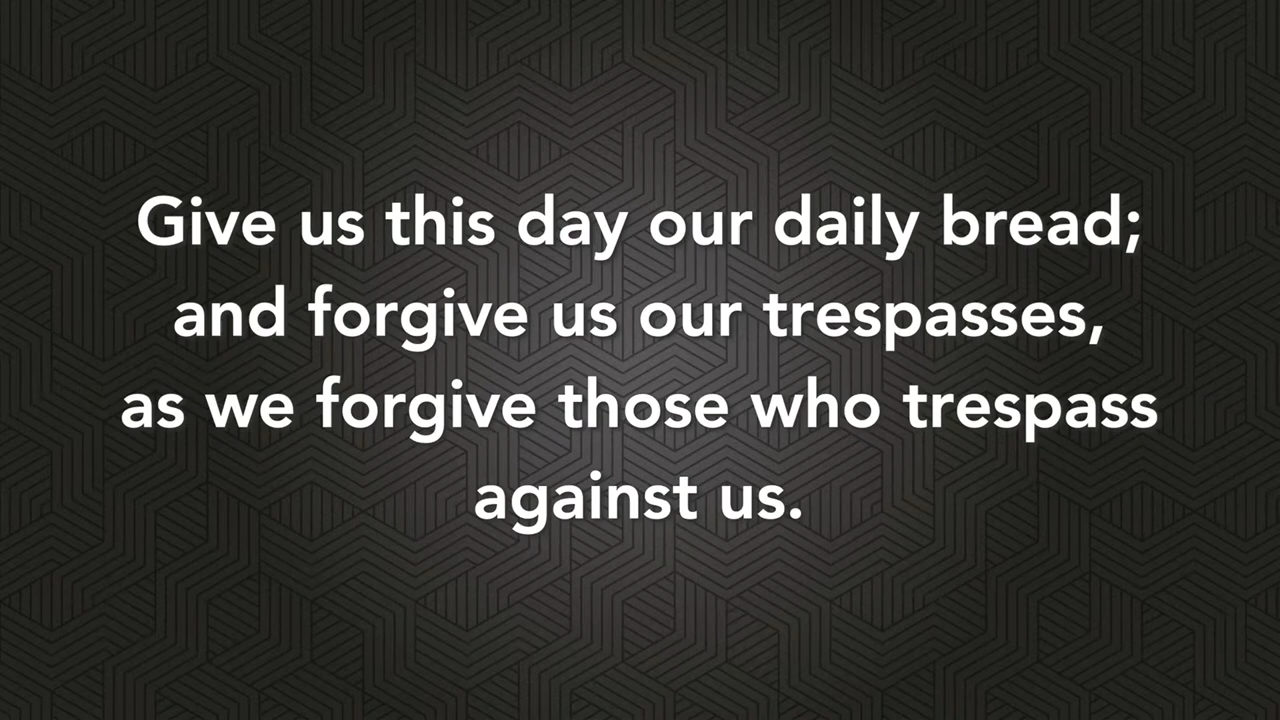 Give us this day our daily bread;
and forgive us our trespasses,
as we forgive those who trespass
against us.